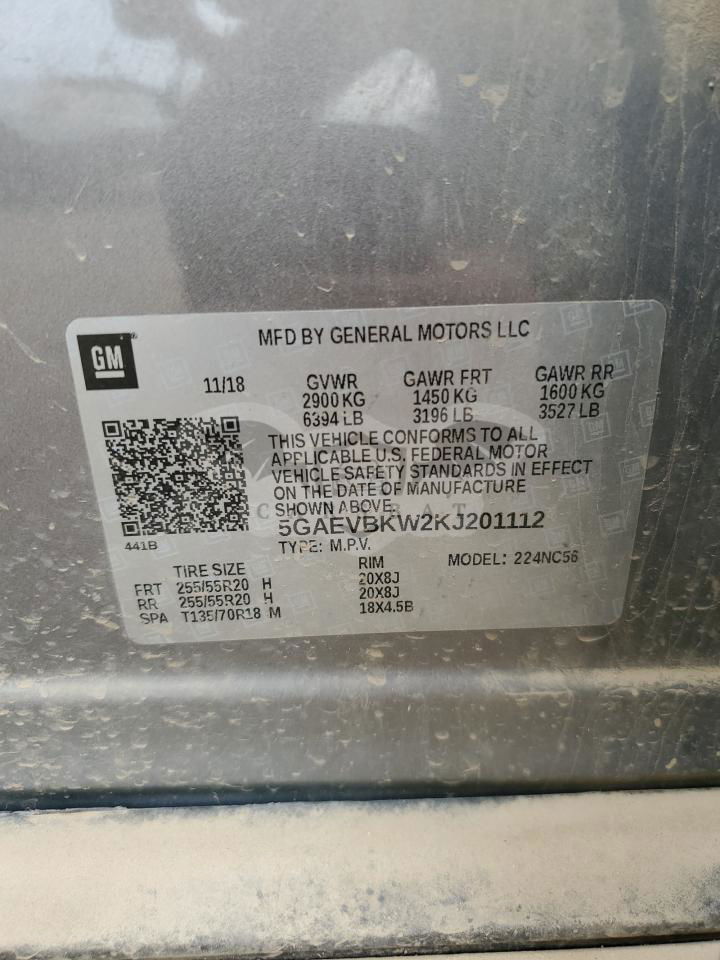 GM
MFD BY GENERAL MOTORS LLC
11/18
GVWR GAWR FRT GAWR RR
2900 KG 1450 KG 1600 KG
6394 LB 3196 LB 3527 LB
THIS VEHICLE CONFORMS TO ALL
APPLICABLE U.S. FEDERAL MOTOR
VEHICLE SAFETY STANDARDS IN EFFECT
ON THE DATE OF MANUFACTURE
SHOWN ABOVE.
5GAEVBKW2KJ201112
441B
TYPE: M.P.V. MODEL: 224NC56
TIRE SIZE RIM
FRT 255/55R20 H 20X8J
RR 255/55R20 H 20X8J
SPA T135/70R18 M 18X4.5B